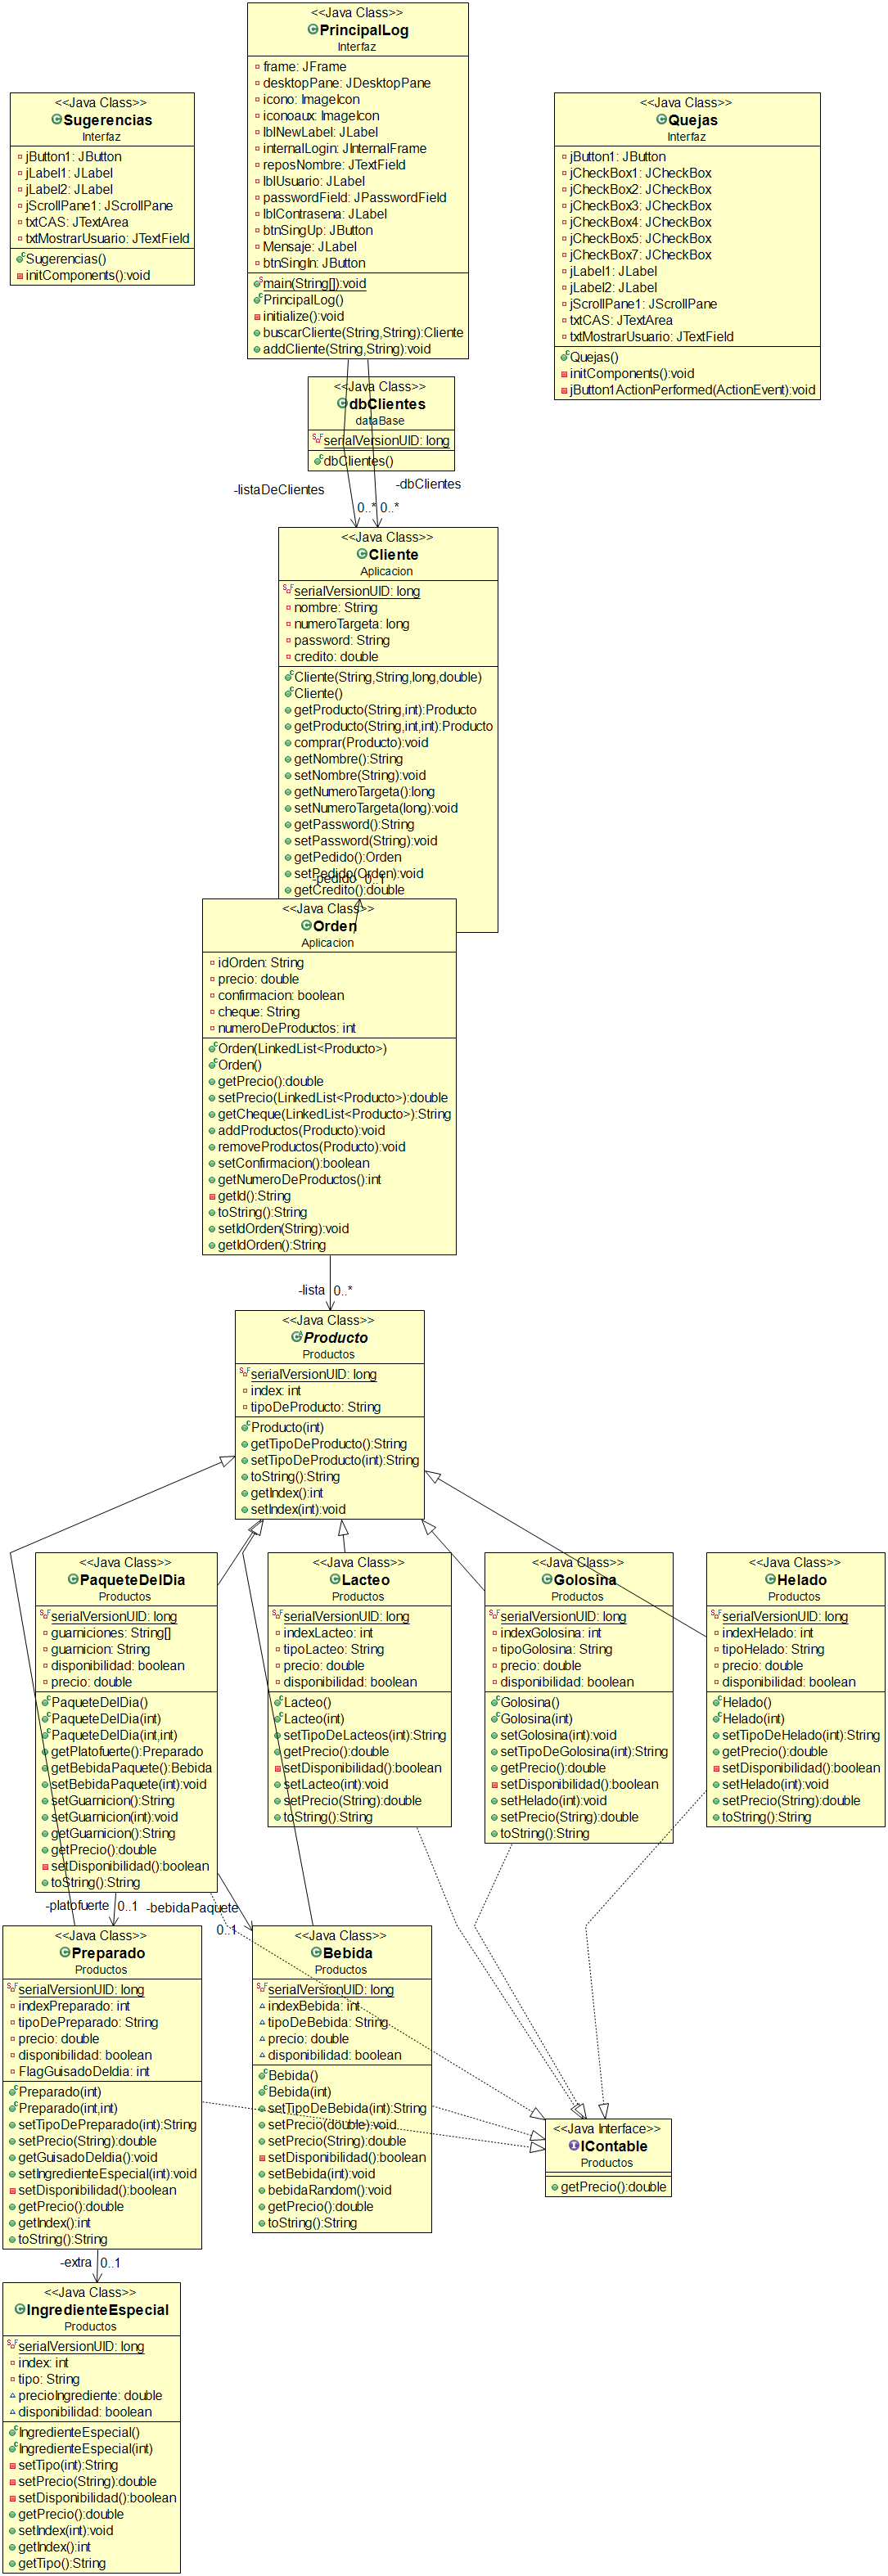 <<Java Class>>
PrincipalLog
Interfaz
frame: JFrame
desktopPane: JDesktopPane
icono: ImageIcon
iconoaux: ImageIcon
lblNewLabel: JLabel
internalLogin: JInternalFrame
reposNombre: JTextField
lblUsuario: JLabel
passwordField: JPasswordField
lblContrasena: JLabel
btnSingUp: JButton
Mensaje: JLabel
btnSingIn: JButton
main(String[]):void
PrincipalLog()
initialize():void
buscarCliente(String,String):Cliente
addCliente(String,String):void
<<Java Class>>
Sugerencias
Interfaz
jButton1: JButton
jLabel1: JLabel
jLabel2: JLabel
jScrollPane1: JScrollPane
txtCAS: JTextArea
txtMostrarUsuario: JTextField
Sugerencias()
initComponents():void
<<Java Class>>
Quejas
Interfaz
jButton1: JButton
jCheckBox1: JCheckBox
jCheckBox2: JCheckBox
jCheckBox3: JCheckBox
jCheckBox4: JCheckBox
jCheckBox5: JCheckBox
jCheckBox7: JCheckBox
jLabel1: JLabel
jLabel2: JLabel
jScrollPane1: JScrollPane
txtCAS: JTextArea
txtMostrarUsuario: JTextField
Quejas()
initComponents():void
jButton1ActionPerformed(ActionEvent):void
<<Java Class>>
dbClientes
dataBase
serialVersionUID: long
dbClientes()
-listaDeClientes
0..*
-dbClientes
0..*
<<Java Class>>
Cliente
Aplicacion
serialVersionUID: long
nombre: String
numeroTargeta: long
password: String
credito: double
Cliente(String,String,long,double)
Cliente()
getProducto(String,int):Producto
getProducto(String,int,int):Producto
comprar(Producto):void
getNombre():String
setNombre(String):void
getNumeroTargeta():long
setNumeroTargeta(long):void
getPassword():String
setPassword(String):void
getPedido():Orden
setPedido(Orden):void
getCredito():double
-pedido
0..1
<<Java Class>>
Orden
Aplicacion
idOrden: String
precio: double
confirmacion: boolean
cheque: String
numeroDeProductos: int
Orden(LinkedList<Producto>)
Orden()
getPrecio():double
setPrecio(LinkedList<Producto>):double
getCheque(LinkedList<Producto>):String
addProductos(Producto):void
removeProductos(Producto):void
setConfirmacion():boolean
getNumeroDeProductos():int
getId():String
toString():String
setIdOrden(String):void
getIdOrden():String
-lista
0..*
<<Java Class>>
Producto
Productos
serialVersionUID: long
index: int
tipoDeProducto: String
Producto(int)
getTipoDeProducto():String
setTipoDeProducto(int):String
toString():String
getIndex():int
setIndex(int):void
<<Java Class>>
PaqueteDelDia
Productos
serialVersionUID: long
guarniciones: String[]
guarnicion: String
disponibilidad: boolean
precio: double
PaqueteDelDia()
PaqueteDelDia(int)
PaqueteDelDia(int,int)
getPlatofuerte():Preparado
getBebidaPaquete():Bebida
setBebidaPaquete(int):void
setGuarnicion():String
setGuarnicion(int):void
getGuarnicion():String
getPrecio():double
setDisponibilidad():boolean
toString():String
<<Java Class>>
Lacteo
Productos
serialVersionUID: long
indexLacteo: int
tipoLacteo: String
precio: double
disponibilidad: boolean
Lacteo()
Lacteo(int)
setTipoDeLacteos(int):String
getPrecio():double
setDisponibilidad():boolean
setLacteo(int):void
setPrecio(String):double
toString():String
<<Java Class>>
Golosina
Productos
serialVersionUID: long
indexGolosina: int
tipoGolosina: String
precio: double
disponibilidad: boolean
Golosina()
Golosina(int)
setGolosina(int):void
setTipoDeGolosina(int):String
getPrecio():double
setDisponibilidad():boolean
setHelado(int):void
setPrecio(String):double
toString():String
<<Java Class>>
Helado
Productos
serialVersionUID: long
indexHelado: int
tipoHelado: String
precio: double
disponibilidad: boolean
Helado()
Helado(int)
setTipoDeHelado(int):String
getPrecio():double
setDisponibilidad():boolean
setHelado(int):void
setPrecio(String):double
toString():String
-platofuerte
0..1
-bebidaPaquete
0..1
<<Java Class>>
Preparado
Productos
serialVersionUID: long
indexPreparado: int
tipoDePreparado: String
precio: double
disponibilidad: boolean
FlagGuisadoDeldia: int
Preparado(int)
Preparado(int,int)
setTipoDePreparado(int):String
setPrecio(String):double
getGuisadoDeldia():void
setIngredienteEspecial(int):void
setDisponibilidad():boolean
getPrecio():double
getIndex():int
toString():String
<<Java Class>>
Bebida
Productos
serialVersionUID: long
indexBebida: int
tipoDeBebida: String
precio: double
disponibilidad: boolean
Bebida()
Bebida(int)
setTipoDeBebida(int):String
setPrecio(double):void
setPrecio(String):double
setDisponibilidad():boolean
setBebida(int):void
bebidaRandom():void
getPrecio():double
toString():String
<<Java Interface>>
IContable
Productos
getPrecio():double
-extra
0..1
<<Java Class>>
IngredienteEspecial
Productos
serialVersionUID: long
index: int
tipo: String
precioIngrediente: double
disponibilidad: boolean
IngredienteEspecial()
IngredienteEspecial(int)
setTipo(int):String
setPrecio(String):double
setDisponibilidad():boolean
getPrecio():double
setIndex(int):void
getIndex():int
getTipo():String